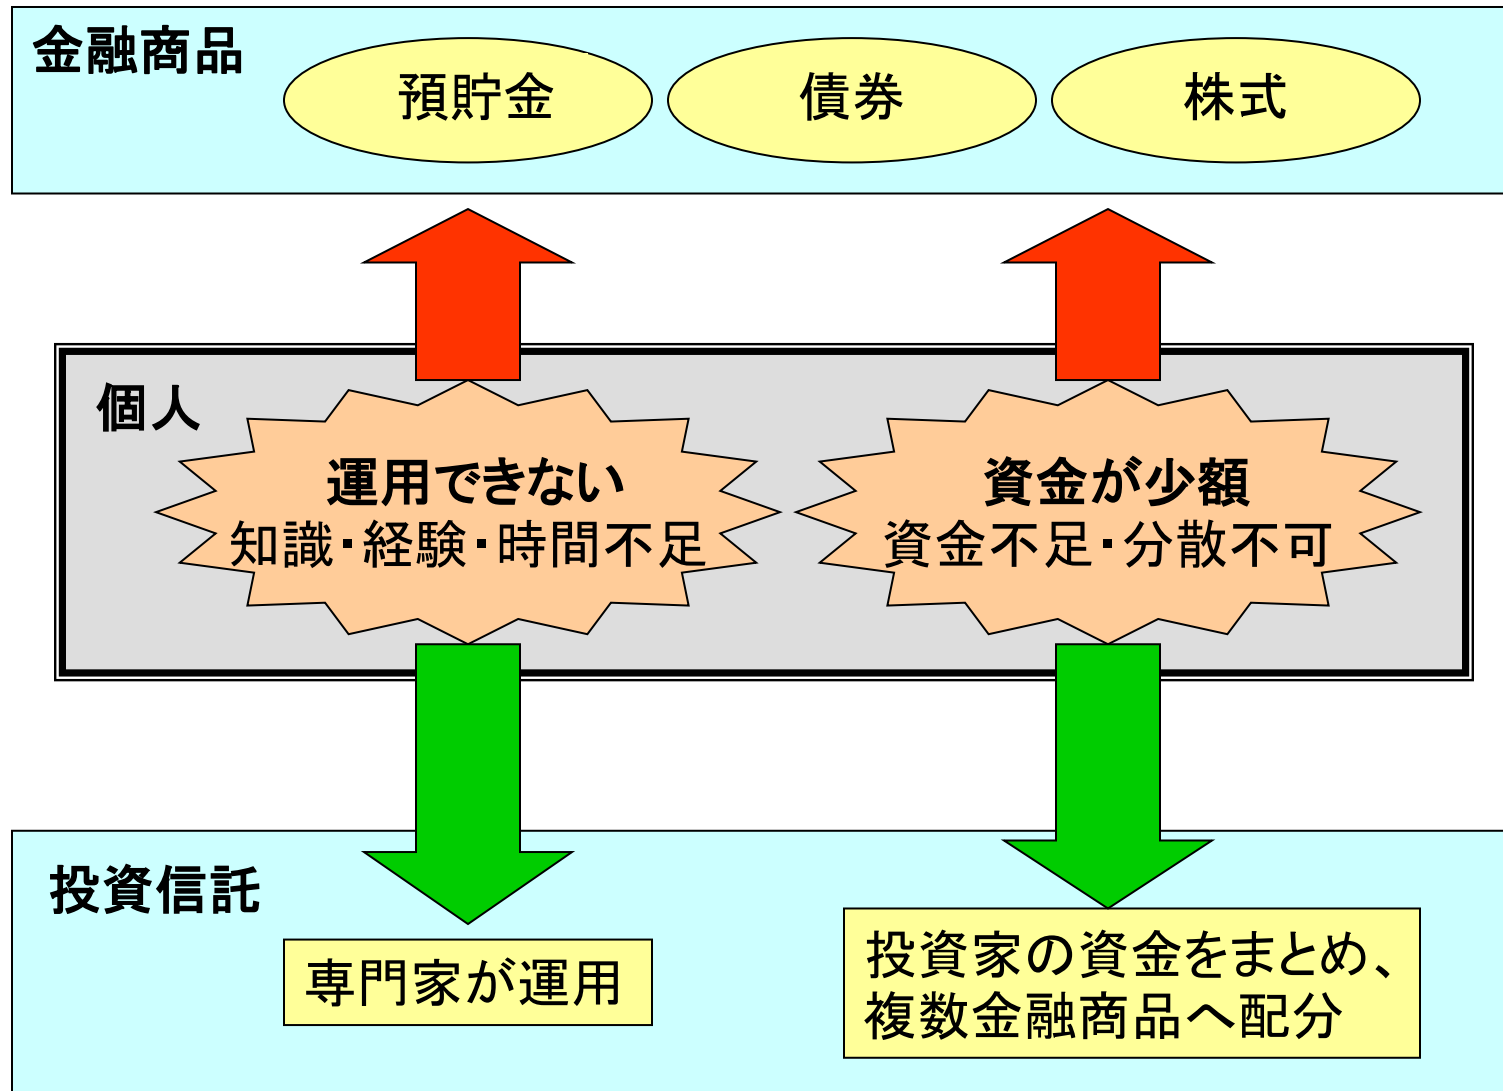 金融商品
預貯金
債券
株式
個人
運用できない
知識・経験・時間不足
資金が少額
資金不足・分散不可
投資信託
専門家が運用
投資家の資金をまとめ、
複数金融商品へ配分